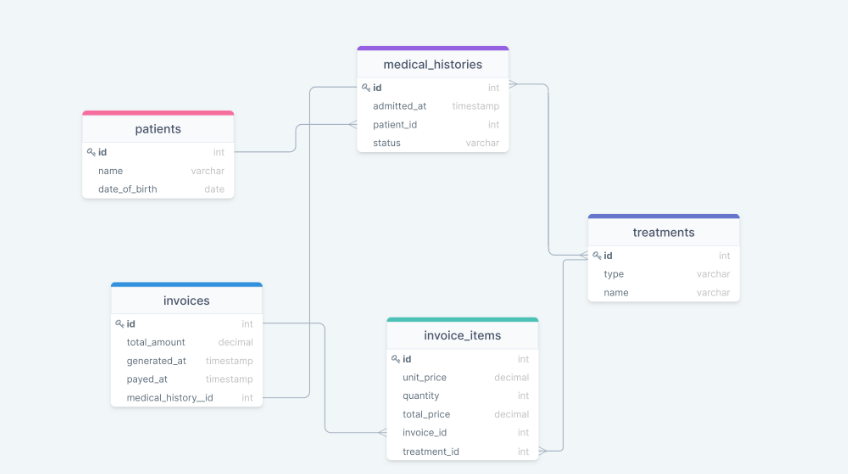 medical_histories
id int
admitted_at timestamp
patient_id int
status varchar
patients
id int
name varchar
date_of_birth date
treatments
id int
type varchar
name varchar
invoices
id int
total_amount decimal
generated_at timestamp
payed_at timestamp
medical_history__id int
invoice_items
id int
unit_price decimal
quantity int
total_price decimal
invoice_id int
treatment_id int